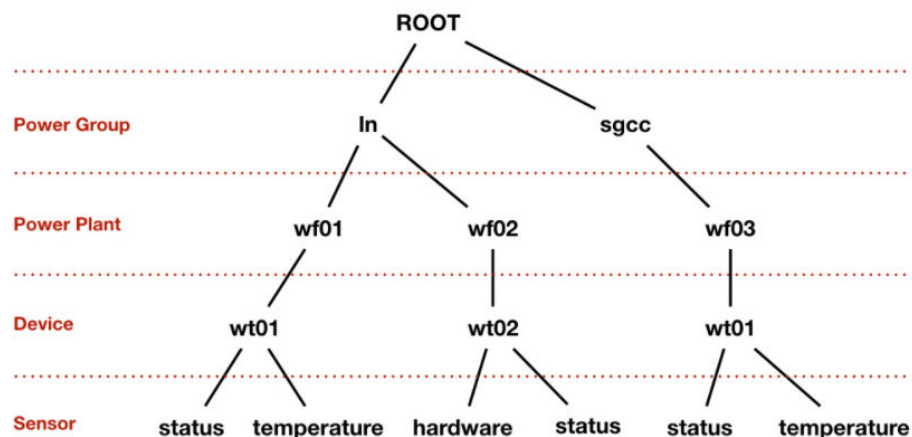 ROOT
Power Group ln sgcc
Power Plant wf01 wf02 wf03
Device wt01 wt02 wt01
Sensor status temperature hardware status status temperature